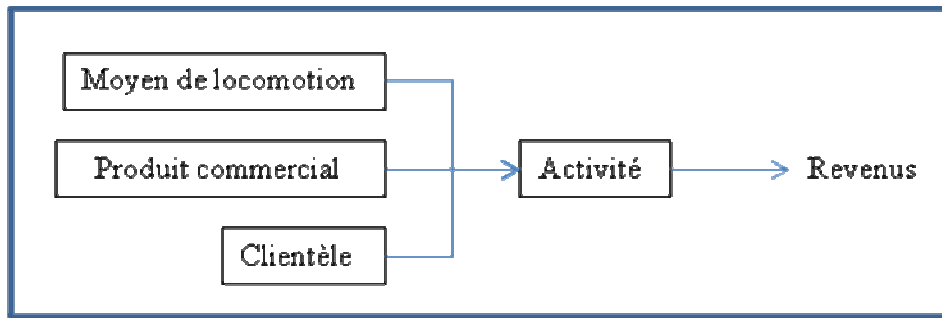 Moyen de locomotion
Produit commercial
Activité
Revenus
Clientèle